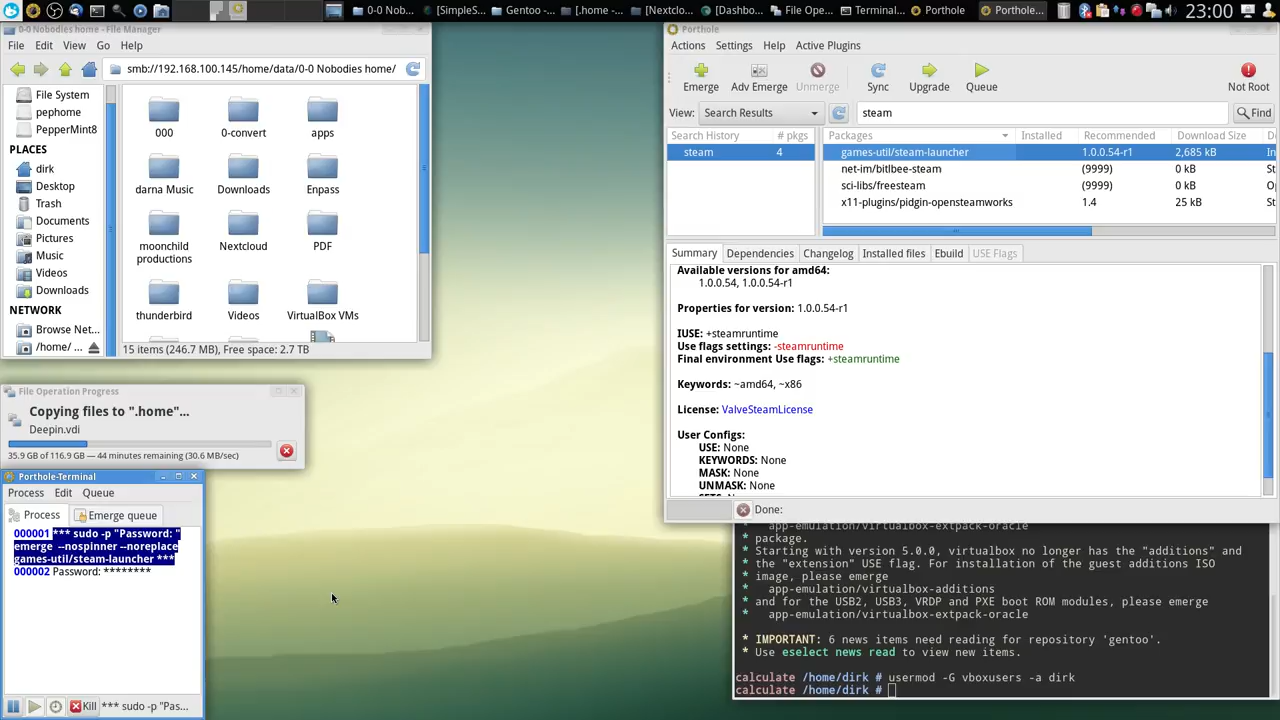 0-0 Nob...
[SimpleS...
Gentoo -...
[.home -...
[Nextclo...
[Dashbo...
File Ope...
Terminal...
Porthole
Porthole...
23:00
0-0 Nobodies home - File Manager
File Edit View Go Help
smb://192.168.100.145/home/data/0-0 Nobodies home/
File System
pephome
PepperMint8
PLACES
dirk
Desktop
Trash
Documents
Pictures
Music
Videos
Downloads
NETWORK
Browse Net...
/home/ ...
000
0-convert
apps
darna Music
Downloads
Enpass
moonchild
productions
Nextcloud
PDF
thunderbird
Videos
VirtualBox VMs
15 items (246.7 MB), Free space: 2.7 TB
File Operation Progress
Copying files to ".home"...
Deepin.vdi
35.9 GB of 116.9 GB — 44 minutes remaining (30.6 MB/sec)
Porthole-Terminal
Process Edit Queue
Process Emerge queue
000001 *** sudo -p "Password: "
emerge --nospinner --noreplace
games-util/steam-launcher ***
000002 Password: ********
Kill *** sudo -p "Pas...
Porthole
Actions Settings Help Active Plugins
Emerge Adv Emerge Unmerge Sync Upgrade Queue Not Root
View: Search Results steam Find
Search History # pkgs
steam 4
Packages Installed Recommended Download Size D
games-util/steam-launcher 1.0.0.54-r1 2,685 kB In
net-im/bitlbee-steam (9999) 0 kB St
sci-libs/freesteam (9999) 0 kB O
x11-plugins/pidgin-opensteamworks 1.4 25 kB St
Summary Dependencies Changelog Installed files Ebuild USE Flags
Available versions for amd64:
1.0.0.54, 1.0.0.54-r1
Properties for version: 1.0.0.54-r1
IUSE: +steamruntime
Use flags settings: -steamruntime
Final environment Use flags: +steamruntime
Keywords: ~amd64, ~x86
License: ValveSteamLicense
User Configs:
USE: None
KEYWORDS: None
MASK: None
UNMASK: None
Done:
* app-emulation/virtualbox-extpack-oracle
* package.
* Starting with version 5.0.0, virtualbox no longer has the "additions" and
* the "extension" USE flag. For installation of the guest additions ISO
* image, please emerge
* app-emulation/virtualbox-additions
* and for the USB2, USB3, VRDP and PXE boot ROM modules, please emerge
* app-emulation/virtualbox-extpack-oracle
* IMPORTANT: 6 news items need reading for repository 'gentoo'.
* Use eselect news read to view new items.
calculate /home/dirk # usermod -G vboxusers -a dirk
calculate /home/dirk #